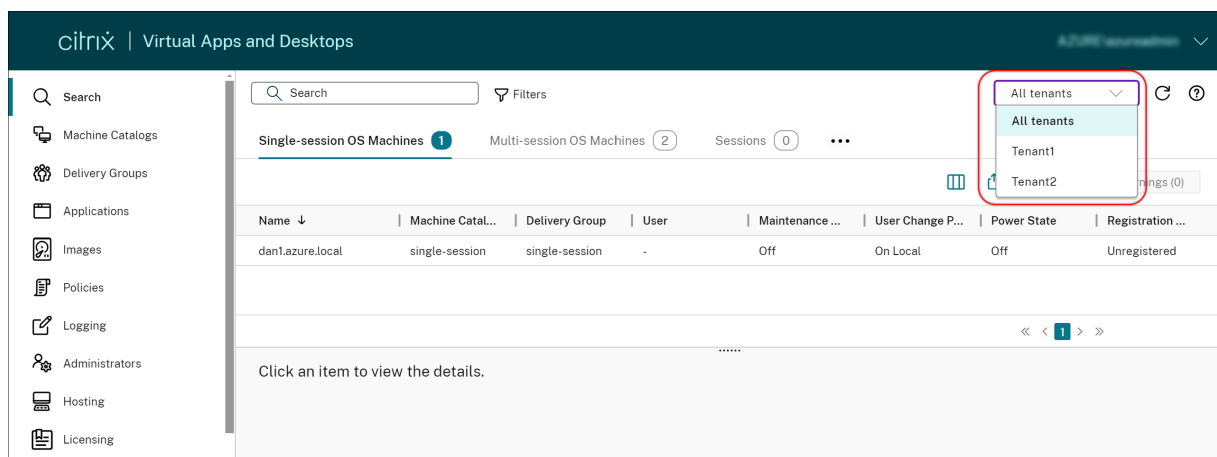 citrix | Virtual Apps and Desktops
Search
Machine Catalogs
Delivery Groups
Applications
Images
Policies
Logging
Administrators
Hosting
Licensing
Search Filters All tenants
All tenants
Tenant1
Tenant2
Single-session OS Machines 1 Multi-session OS Machines 2 Sessions 0 •••
nings (0)
Name ↓ Machine Catal... Delivery Group User Maintenance ... User Change P... Power State Registration ...
dan1.azure.local single-session single-session - Off On Local Off Unregistered
« < 1 > »
Click an item to view the details.